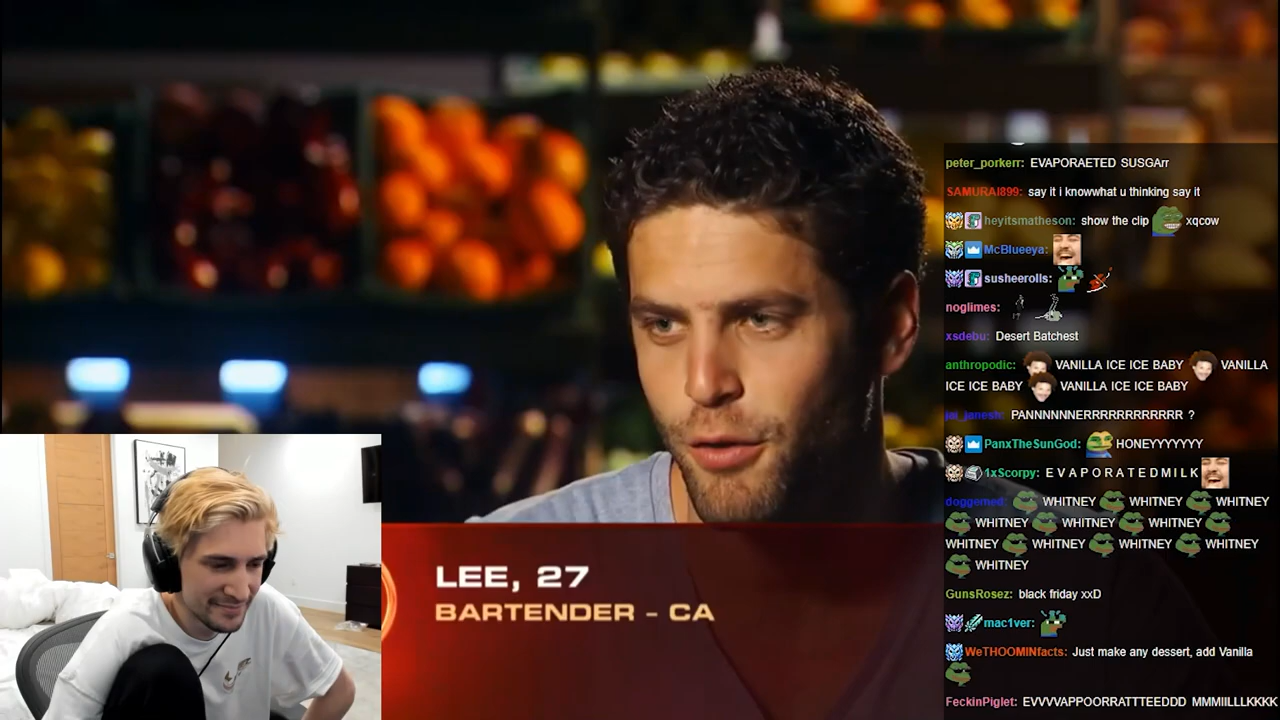 peter_porkerr: EVAPORAETED SUSGArr
SAMURAI899: say it i knowwhat u thinking say it
heyitsmatheson: show the clip xqcow
McBlueeya:
susheerolls:
noglimes:
xsdebu: Desert Batchest
anthropodic: VANILLA ICE ICE BABY VANILLA
ICE ICE BABY VANILLA ICE ICE BABY
jai_janesh: PANNNNNNERRRRRRRRRRRR ?
PanxTheSunGod: HONEYYYYYYY
1xScorpy: E V A P O R A T E D M I L K
doggemed: WHITNEY WHITNEY WHITNEY
WHITNEY WHITNEY WHITNEY
WHITNEY WHITNEY WHITNEY WHITNEY
WHITNEY
GunsRosez: black friday xxD
mac1ver:
WeTHOOMINfacts: Just make any dessert, add Vanilla
FeckinPiglet: EVVVVAPPOORRATTTEEDDD MMMIILLLKKKK
LEE, 27
BARTENDER - CA